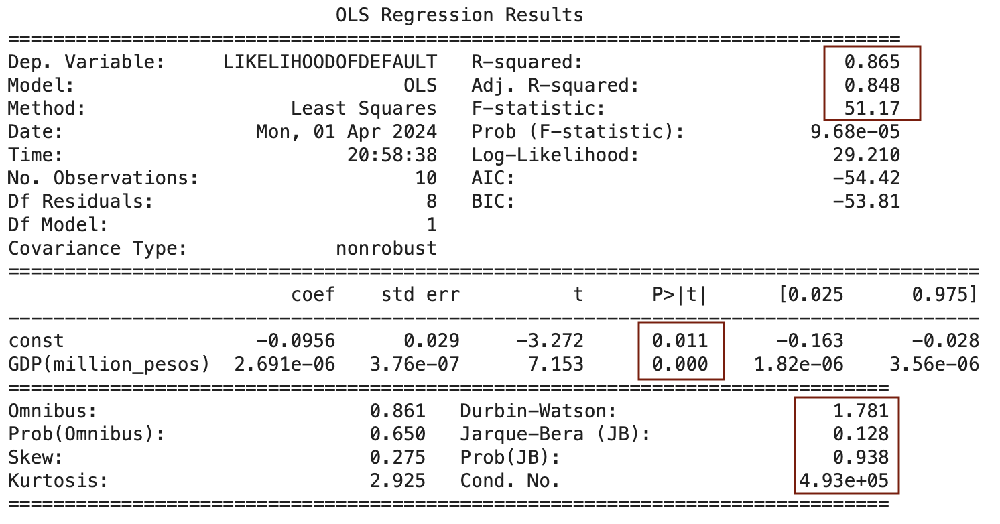 OLS Regression Results
==============================================================================
Dep. Variable:     LIKELIHOODOFDEFAULT   R-squared:                       0.865
Model:                             OLS   Adj. R-squared:                  0.848
Method:                  Least Squares   F-statistic:                     51.17
Date:                 Mon, 01 Apr 2024   Prob (F-statistic):           9.68e-05
Time:                         20:58:38   Log-Likelihood:                 29.210
No. Observations:                   10   AIC:                            -54.42
Df Residuals:                        8   BIC:                            -53.81
Df Model:                            1
Covariance Type:             nonrobust
=====================================================================================
                         coef    std err          t      P>|t|      [0.025      0.975]
-------------------------------------------------------------------------------------
const                 -0.0956      0.029     -3.272      0.011      -0.163      -0.028
GDP(million_pesos)  2.691e-06   3.76e-07      7.153      0.000    1.82e-06    3.56e-06
==============================================================================
Omnibus:                        0.861   Durbin-Watson:                   1.781
Prob(Omnibus):                  0.650   Jarque-Bera (JB):                0.128
Skew:                           0.275   Prob(JB):                        0.938
Kurtosis:                       2.925   Cond. No.                     4.93e+05
==============================================================================